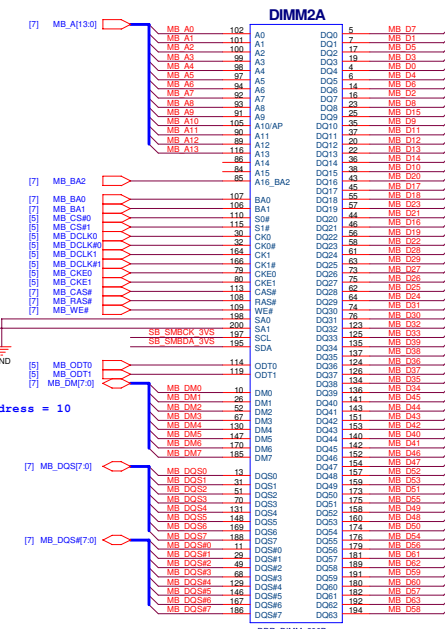 DIMM2A
[7] MB_A[13:0] MB_A0 102 A0 DQ0 5 MB_D7
MB_A1 101 A1 DQ1 7 MB_D1
MB_A2 100 A2 DQ2 17 MB_D5
MB_A3 99 A3 DQ3 19 MB_D3
MB_A4 98 A4 DQ4 4 MB_D0
MB_A5 97 A5 DQ5 6 MB_D4
MB_A6 94 A6 DQ6 14 MB_D6
MB_A7 92 A7 DQ7 16 MB_D2
MB_A8 93 A8 DQ8 23 MB_D8
MB_A9 91 A9 DQ9 25 MB_D15
MB_A10 105 A10/AP DQ10 35 MB_D9
MB_A11 90 A11 DQ11 37 MB_D11
MB_A12 89 A12 DQ12 20 MB_D12
MB_A13 116 A13 DQ13 22 MB_D13
86 A14 DQ14 36 MB_D14
84 A15 DQ15 38 MB_D10
[7] MB_BA2 85 A16_BA2 DQ16 43 MB_D20
DQ17 45 MB_D17
[7] MB_BA0 107 BA0 DQ18 55 MB_D18
[7] MB_BA1 106 BA1 DQ19 57 MB_D23
[5] MB_CS#0 110 S0# DQ20 44 MB_D21
[5] MB_CS#1 115 S1# DQ21 46 MB_D16
[5] MB_DCLK0 30 CK0 DQ22 56 MB_D19
[5] MB_DCLK#0 32 CK0# DQ23 58 MB_D22
[5] MB_DCLK1 164 CK1 DQ24 61 MB_D29
[5] MB_DCLK#1 166 CK1# DQ25 63 MB_D28
[5] MB_CKE0 79 CKE0 DQ26 73 MB_D27
[5] MB_CKE1 80 CKE1 DQ27 75 MB_D26
[7] MB_CAS# 113 CAS# DQ28 62 MB_D25
[7] MB_RAS# 108 RAS# DQ29 64 MB_D24
[7] MB_WE# 109 WE# DQ30 74 MB_D31
198 SA0 DQ31 76 MB_D30
200 SA1 DQ32 123 MB_D32
SB_SMBCK_3VS 197 SCL DQ33 125 MB_D33
SB_SMBDA_3VS 195 SDA DQ34 135 MB_D39
DQ35 137 MB_D38
[5] MB_ODT0 114 ODT0 DQ36 124 MB_D36
[5] MB_ODT1 119 ODT1 DQ37 126 MB_D37
[7] MB_DM[7:0] DQ38 134 MB_D35
MB_DM0 10 DM0 DQ39 136 MB_D34
MB_DM1 26 DM1 DQ40 141 MB_D44
dress = 10 MB_DM2 52 DM2 DQ41 143 MB_D45
MB_DM3 67 DM3 DQ42 151 MB_D43
MB_DM4 130 DM4 DQ43 153 MB_D42
MB_DM5 147 DM5 DQ44 140 MB_D40
MB_DM6 170 DM6 DQ45 142 MB_D41
MB_DM7 185 DM7 DQ46 152 MB_D46
DQ47 154 MB_D47
[7] MB_DQS[7:0] MB_DQS0 13 DQS0 DQ48 157 MB_D52
MB_DQS1 31 DQS1 DQ49 159 MB_D53
MB_DQS2 51 DQS2 DQ50 173 MB_D51
MB_DQS3 70 DQS3 DQ51 175 MB_D55
MB_DQS4 131 DQS4 DQ52 158 MB_D49
MB_DQS5 148 DQS5 DQ53 160 MB_D48
MB_DQS6 169 DQS6 DQ54 174 MB_D50
MB_DQS7 188 DQS7 DQ55 176 MB_D54
[7] MB_DQS#[7:0] MB_DQS#0 11 DQS#0 DQ56 179 MB_D57
MB_DQS#1 29 DQS#1 DQ57 181 MB_D56
MB_DQS#2 49 DQS#2 DQ58 189 MB_D62
MB_DQS#3 68 DQS#3 DQ59 191 MB_D59
MB_DQS#4 129 DQS#4 DQ60 180 MB_D60
MB_DQS#5 146 DQS#5 DQ61 182 MB_D57
MB_DQS#6 167 DQS#6 DQ62 192 MB_D63
MB_DQS#7 186 DQS#7 DQ63 194 MB_D58